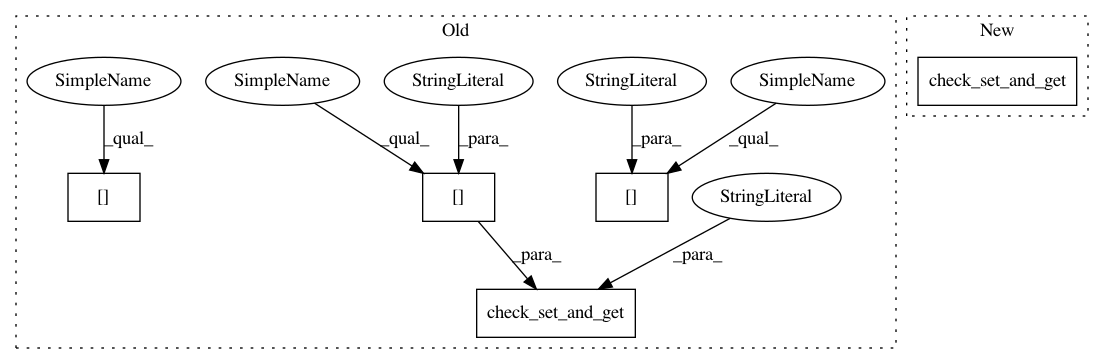 Old
New
SimpleName
SimpleName
StringLiteral
StringLiteral
SimpleName
check_set_and_get
_qual_
_qual_
_para_
_para_
_qual_
[]
[]
[]
StringLiteral
_para_
_para_
check_set_and_get